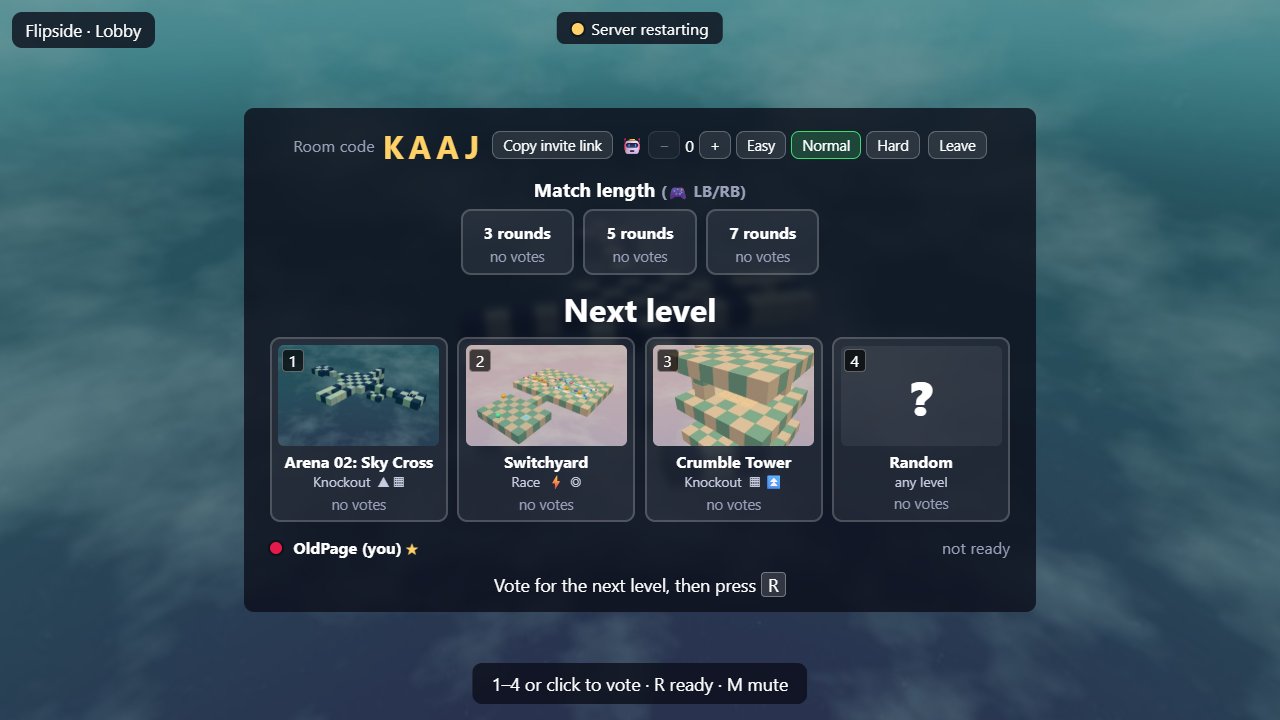 Flipside · Lobby
Server restarting
Room code KAAJ Copy invite link − 0 + Easy Normal Hard Leave
Match length (🎮 LB/RB)
3 rounds 5 rounds 7 rounds
no votes no votes no votes
Next level
1 2 3 4
?
Arena 02: Sky Cross Switchyard Crumble Tower Random
Knockout Race Knockout any level
no votes no votes no votes no votes
OldPage (you) ★ not ready
Vote for the next level, then press R
1–4 or click to vote · R ready · M mute